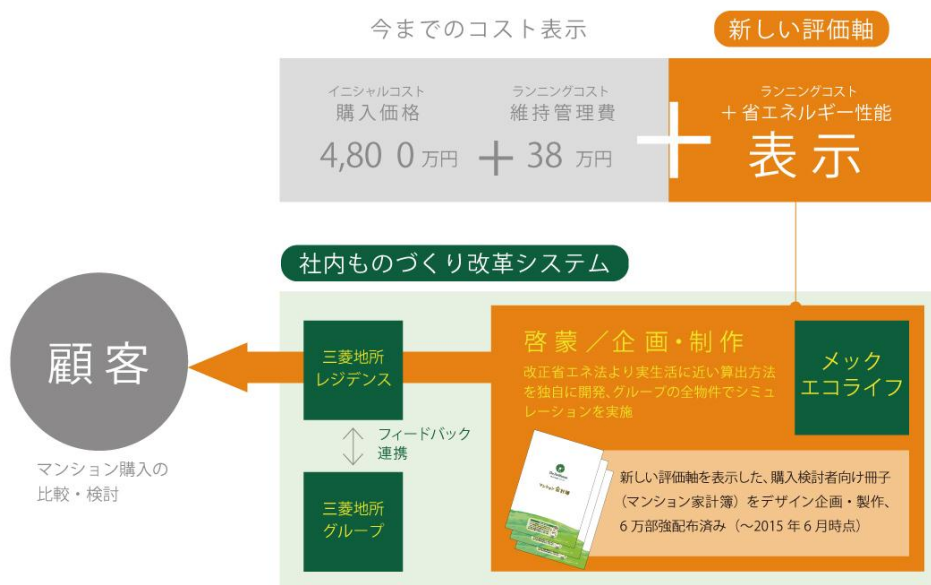 今までのコスト表示
新しい評価軸
イニシャルコスト
購入価格
4,800万円
+
ランニングコスト
維持管理費
38万円
+
ランニングコスト
+省エネルギー性能
表示
社内ものづくり改革システム
顧客
マンション購入の
比較・検討
三菱地所
レジデンス
フィードバック
連携
三菱地所
グループ
啓蒙/企画・制作
改正省エネ法より実生活に近い算出方法
を独自に開発、グループの全物件でシミュ
レーションを実施
メック
エコライフ
マンション家計簿
新しい評価軸を表示した、購入検討者向け冊子
(マンション家計簿)をデザイン企画・製作、
6万部強配布済み(~2015年6月時点)